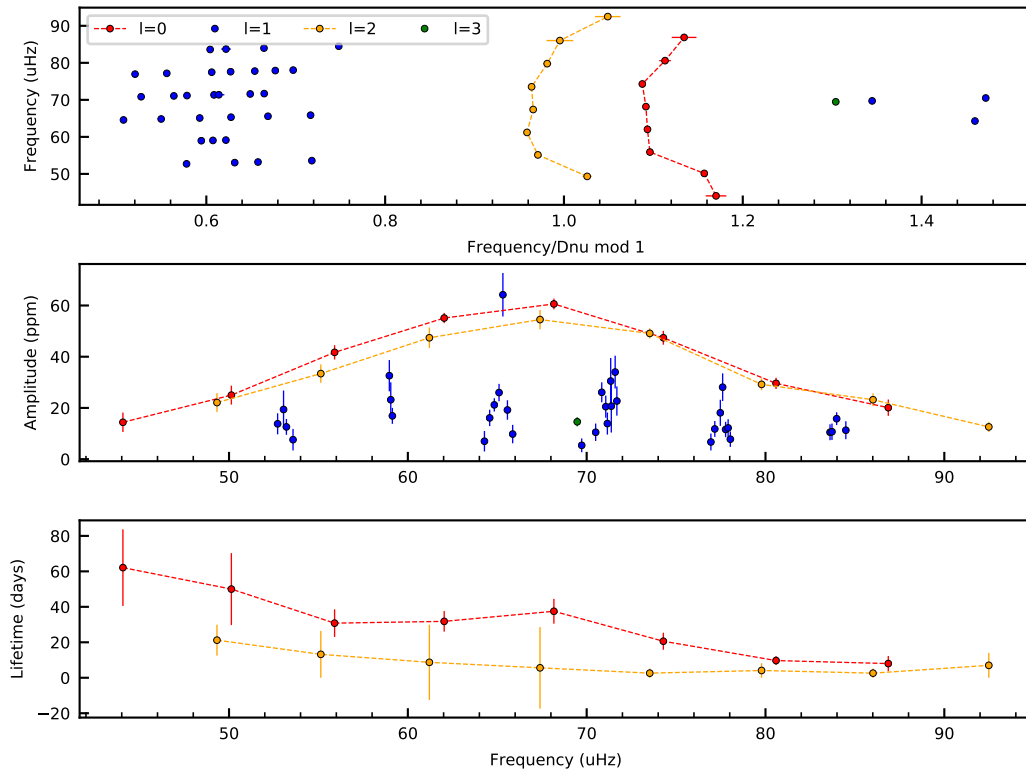 l=0 l=1 l=2 l=3
Frequency (uHz)
90
80
70
60
50
0.6 0.8 1.0 1.2 1.4
Frequency/Dnu mod 1
Amplitude (ppm)
60
40
20
0
50 60 70 80 90
Lifetime (days)
80
60
40
20
0
−20
50 60 70 80 90
Frequency (uHz)